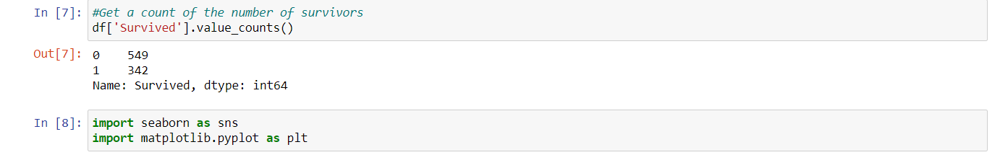 In [7]: #Get a count of the number of survivors
df['Survived'].value_counts()
Out[7]: 0    549
1    342
Name: Survived, dtype: int64
In [8]: import seaborn as sns
import matplotlib.pyplot as plt